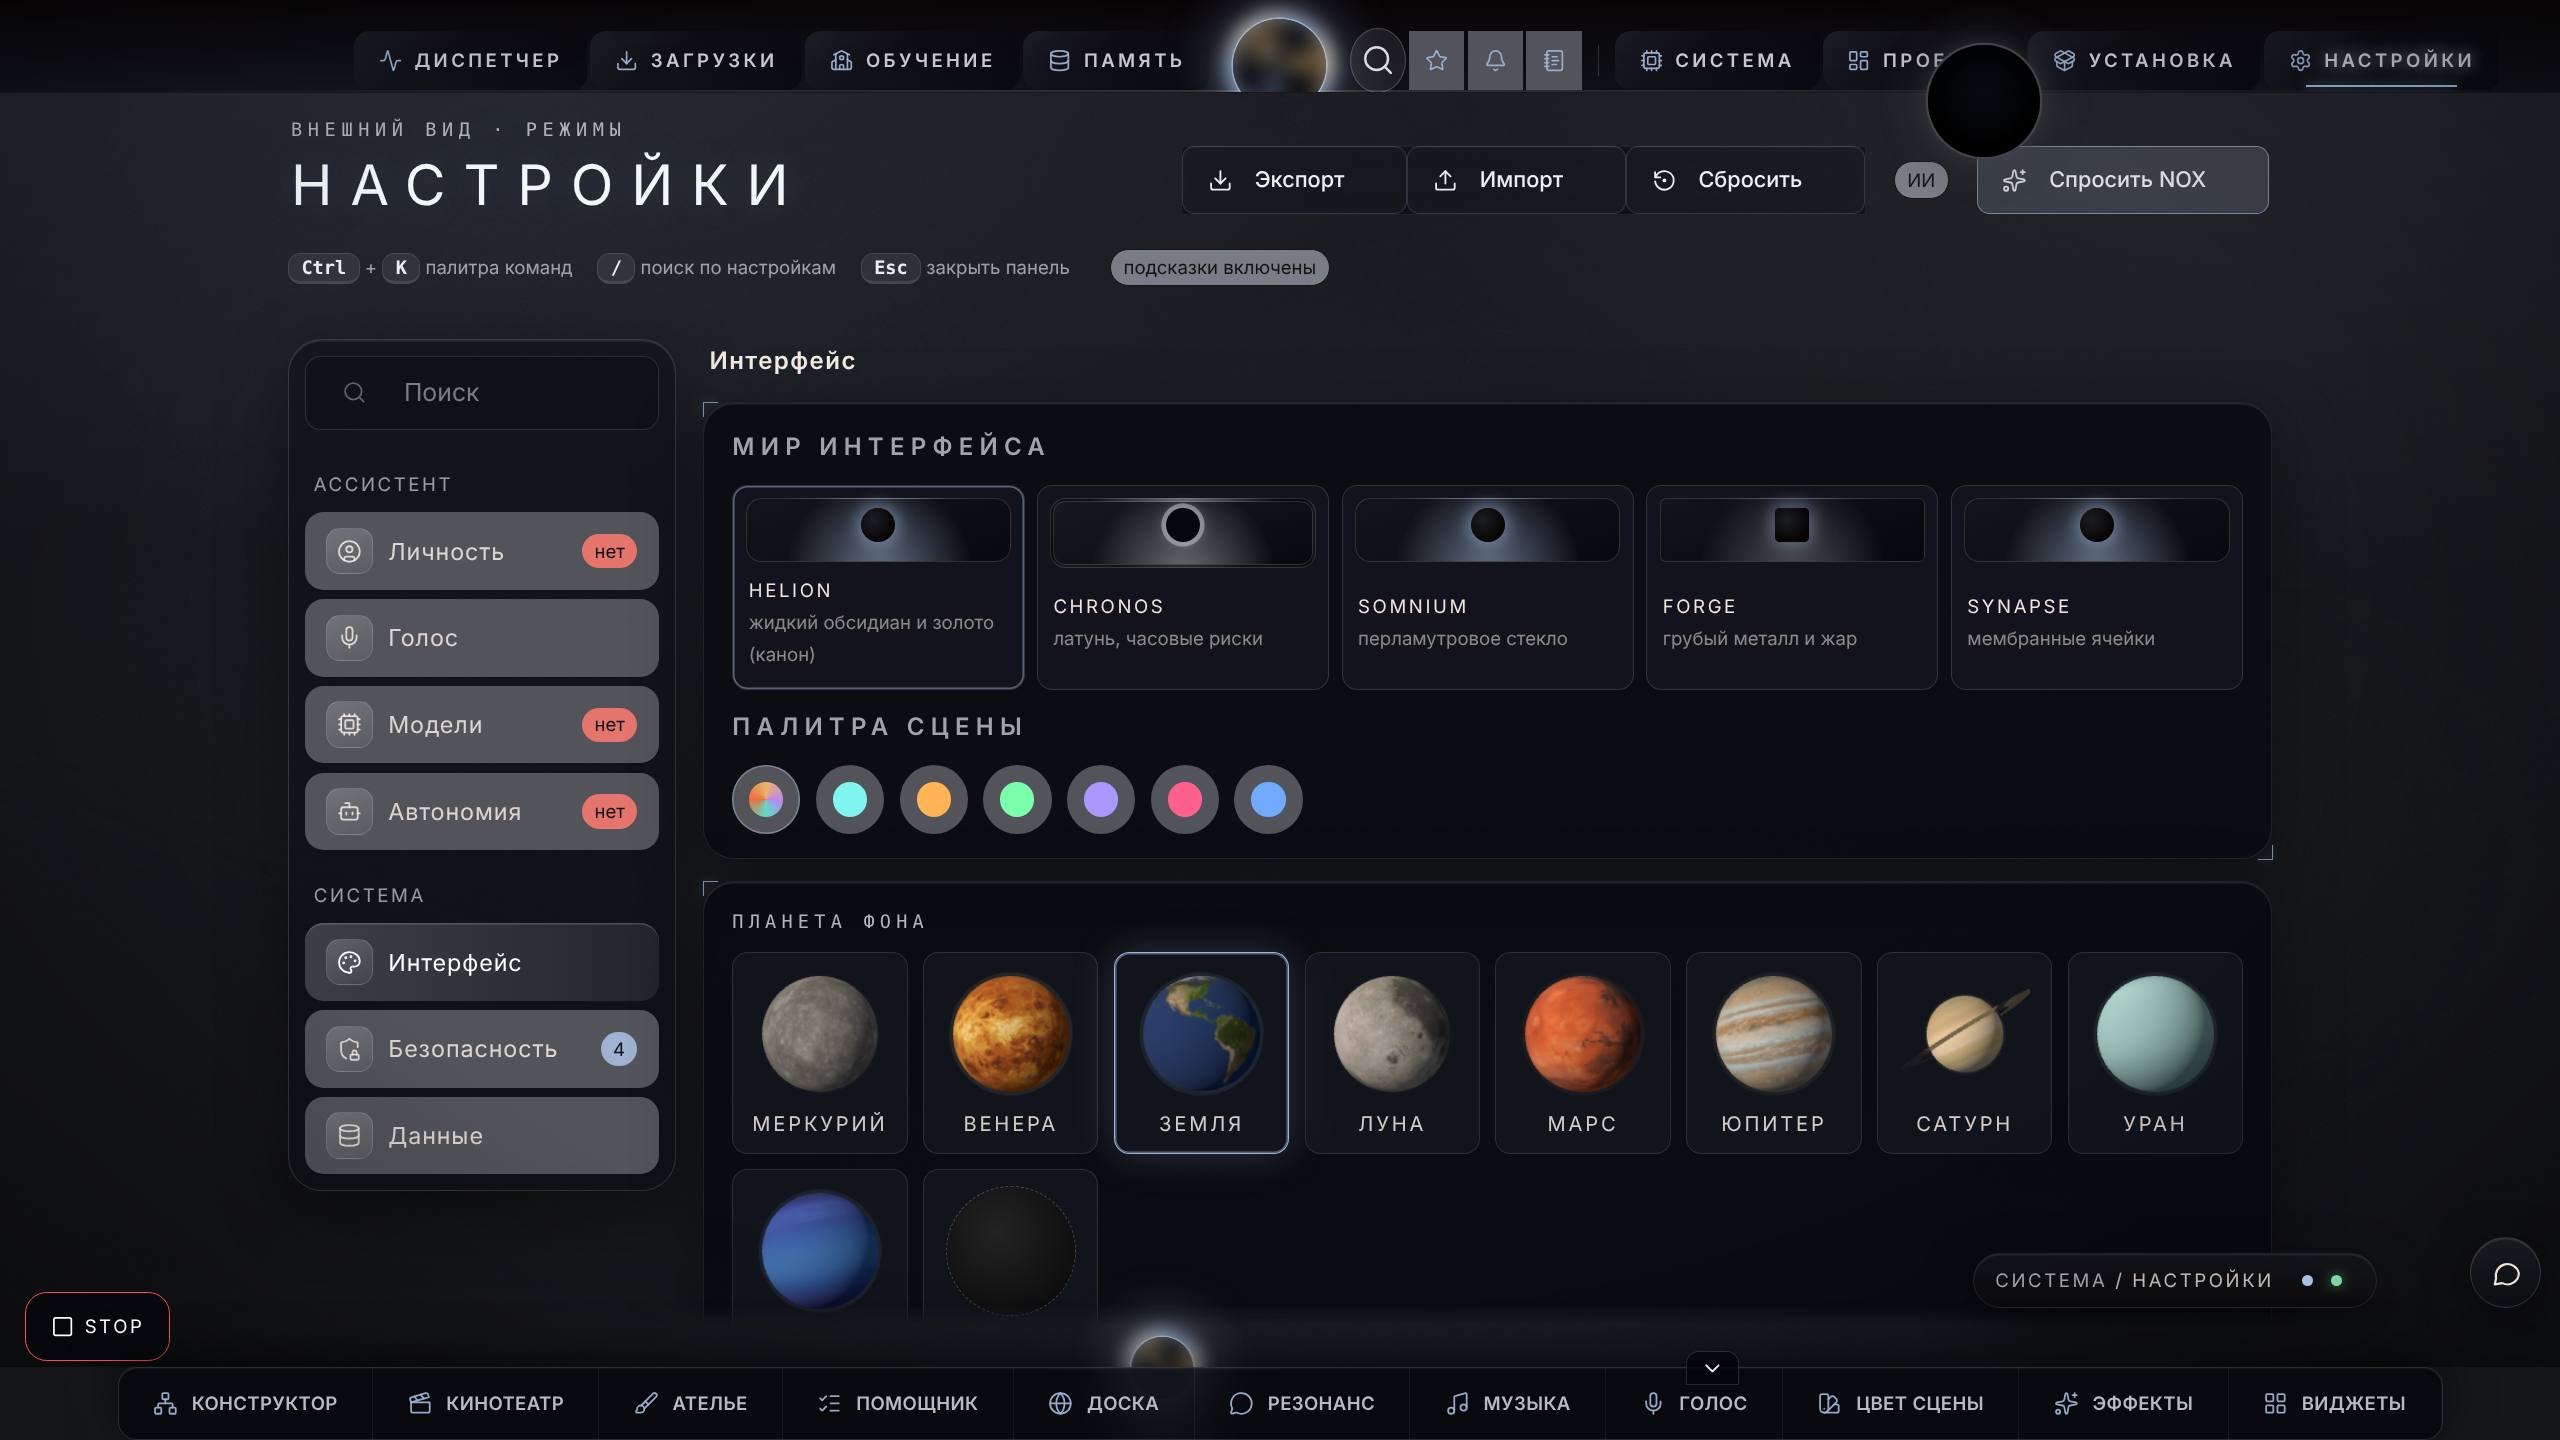 ДИСПЕТЧЕР ЗАГРУЗКИ ОБУЧЕНИЕ ПАМЯТЬ СИСТЕМА УСТАНОВКА НАСТРОЙКИ
ВНЕШНИЙ ВИД · РЕЖИМЫ
НАСТРОЙКИ
Экспорт Импорт Сбросить ИИ Спросить NOX
Ctrl + K палитра команд / поиск по настройкам Esc закрыть панель подсказки включены
Поиск
АССИСТЕНТ
Личность нет
Голос
Модели нет
Автономия нет
СИСТЕМА
Интерфейс
Безопасность 4
Данные
Интерфейс
МИР ИНТЕРФЕЙСА
HELION
жидкий обсидиан и золото
(канон)
CHRONOS
латунь, часовые риски
SOMNIUM
перламутровое стекло
FORGE
грубый металл и жар
SYNAPSE
мембранные ячейки
ПАЛИТРА СЦЕНЫ
ПЛАНЕТА ФОНА
МЕРКУРИЙ ВЕНЕРА ЗЕМЛЯ ЛУНА МАРС ЮПИТЕР САТУРН УРАН
СИСТЕМА / НАСТРОЙКИ
STOP
КОНСТРУКТОР КИНОТЕАТР АТЕЛЬЕ ПОМОЩНИК ДОСКА РЕЗОНАНС МУЗЫКА ГОЛОС ЦВЕТ СЦЕНЫ ЭФФЕКТЫ ВИДЖЕТЫ